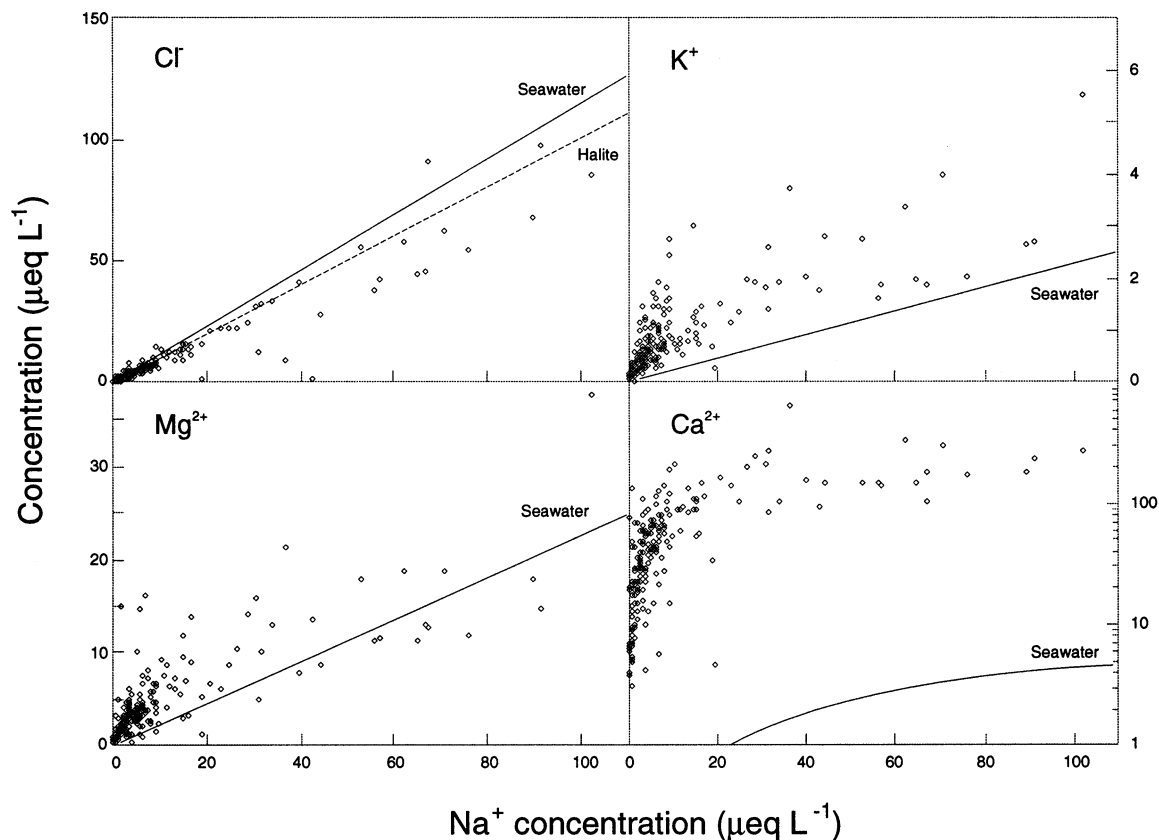 150
Cl⁻
K⁺
6
Seawater
100
Halite
4
50
2
Seawater
0
0
Mg²⁺
Ca²⁺
30
Seawater
100
20
10
10
Seawater
0
1
0 20 40 60 80 100
0 20 40 60 80 100
Concentration (µeq L⁻¹)
Na⁺ concentration (µeq L⁻¹)